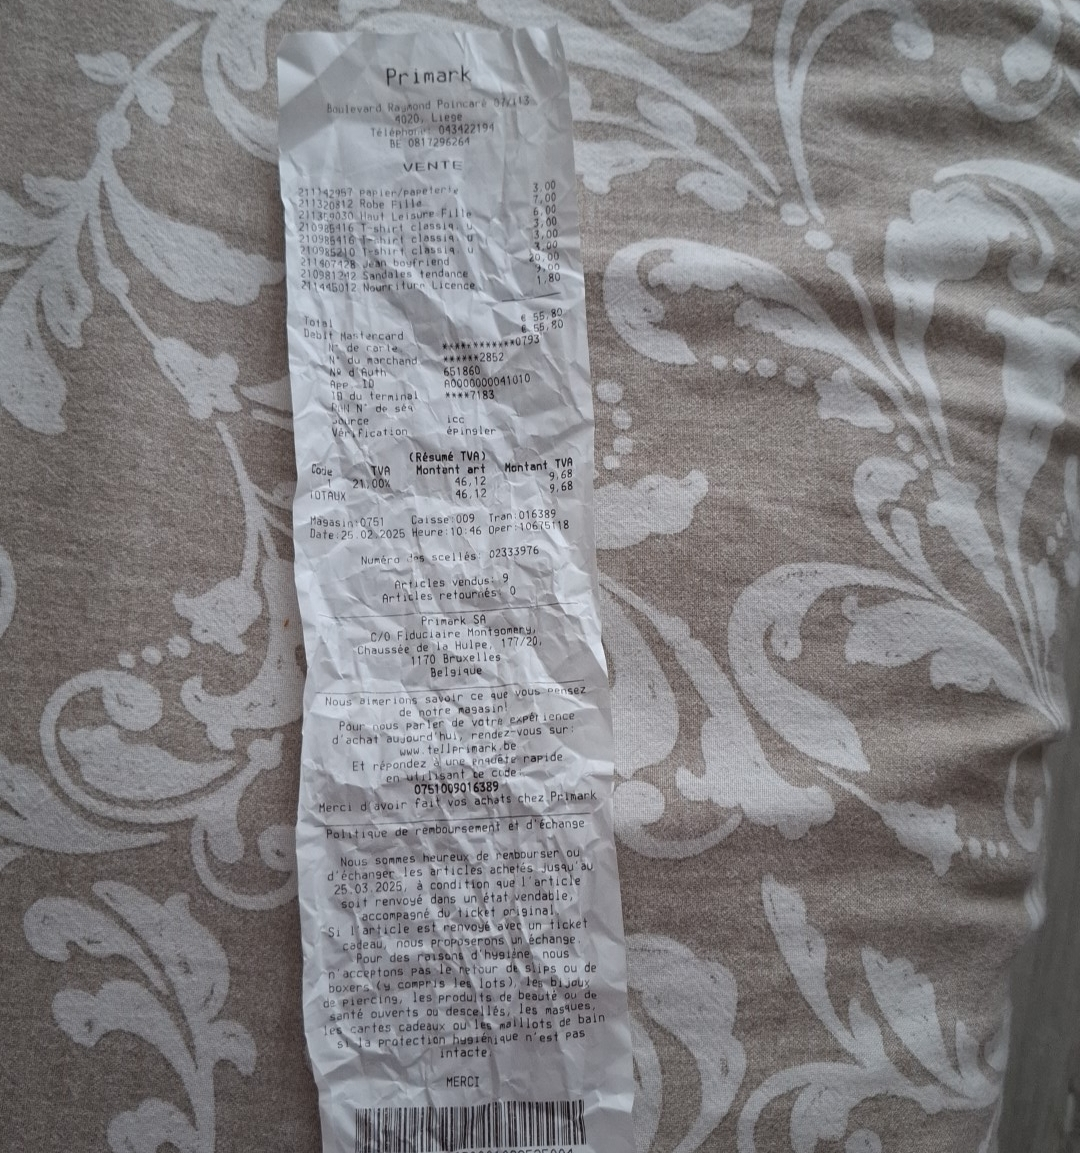 Primark
Boulevard Raymond Poincaré 07/113
4020, Liege
Téléphone: 043422194
BE 0817296264
VENTE
211142957 Papier/papeterie 3.00
211320812 Robe Fille 7.00
211369030 Haut Leisure Fille 6.00
210985416 T-shirt classiq. u 3.00
210985416 T-shirt classiq. u 3.00
210985210 T-shirt classiq. u 3.00
211407428 Jean boyfriend 20.00
210981242 Sandales tendance 9.00
211445012 Nourriture Licence 1.80
Total € 55,80
Debit Mastercard € 55,80
N° de carte ************0793
N° du marchand ******2852
Nº d'Auth 651860
App. ID A0000000041010
ID du terminal ****7183
PAN N° de séq
Source icc
Vérification épingler
(Résumé TVA)
Code TVA Montant art Montant TVA
1 21,00% 46,12 9,68
TOTAUX 46,12 9,68
Magasin:0751 Caisse:009 Tran:016389
Date:25.02.2025 Heure:10:46 Oper:10675118
Numéro des scellés: 02333976
Articles vendus: 9
Articles retournés: 0
Primark SA
C/O Fiduciaire Montgomery,
Chaussée de la Hulpe, 177/20,
1170 Bruxelles
Belgique
Nous aimerions savoir ce que vous pensez
de notre magasin!
Pour nous parler de votre expérience
d'achat aujourd'hui, rendez-vous sur:
www.tellprimark.be
Et répondez à une enquête rapide
en utilisant ce code:
0751009016389
Merci d'avoir fait vos achats chez Primark
Politique de remboursement et d'échange
Nous sommes heureux de rembourser ou
d'échanger les articles achetés jusqu'au
25.03.2025, à condition que l'article
soit renvoyé dans un état vendable,
accompagné du ticket original.
Si l'article est renvoyé avec un ticket
cadeau, nous proposerons un échange.
Pour des raisons d'hygiène, nous
n'acceptons pas le retour de slips ou de
boxers (y compris les lots), les bijoux
de piercing, les produits de beauté ou de
santé ouverts ou descellés, les masques,
les cartes cadeaux ou les maillots de bain
si la protection hygiénique n'est pas
intacte.
MERCI